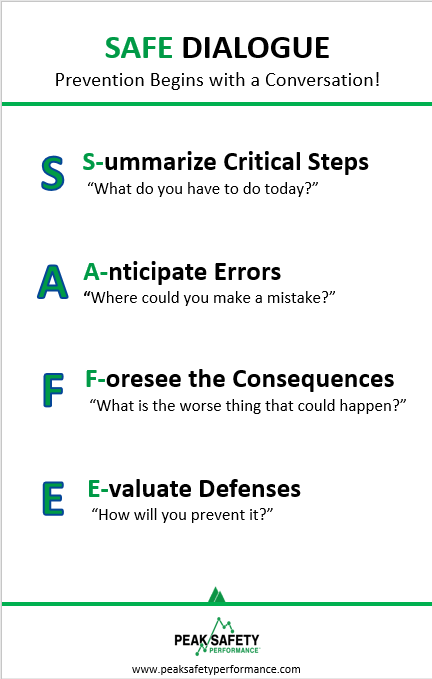 SAFE DIALOGUE
Prevention Begins with a Conversation!
S
S-ummarize Critical Steps
“What do you have to do today?”
A
A-nticipate Errors
“Where could you make a mistake?”
F
F-oresee the Consequences
“What is the worse thing that could happen?”
E
E-valuate Defenses
“How will you prevent it?”
PEAK SAFETY
PERFORMANCE
www.peaksafetyperformance.com